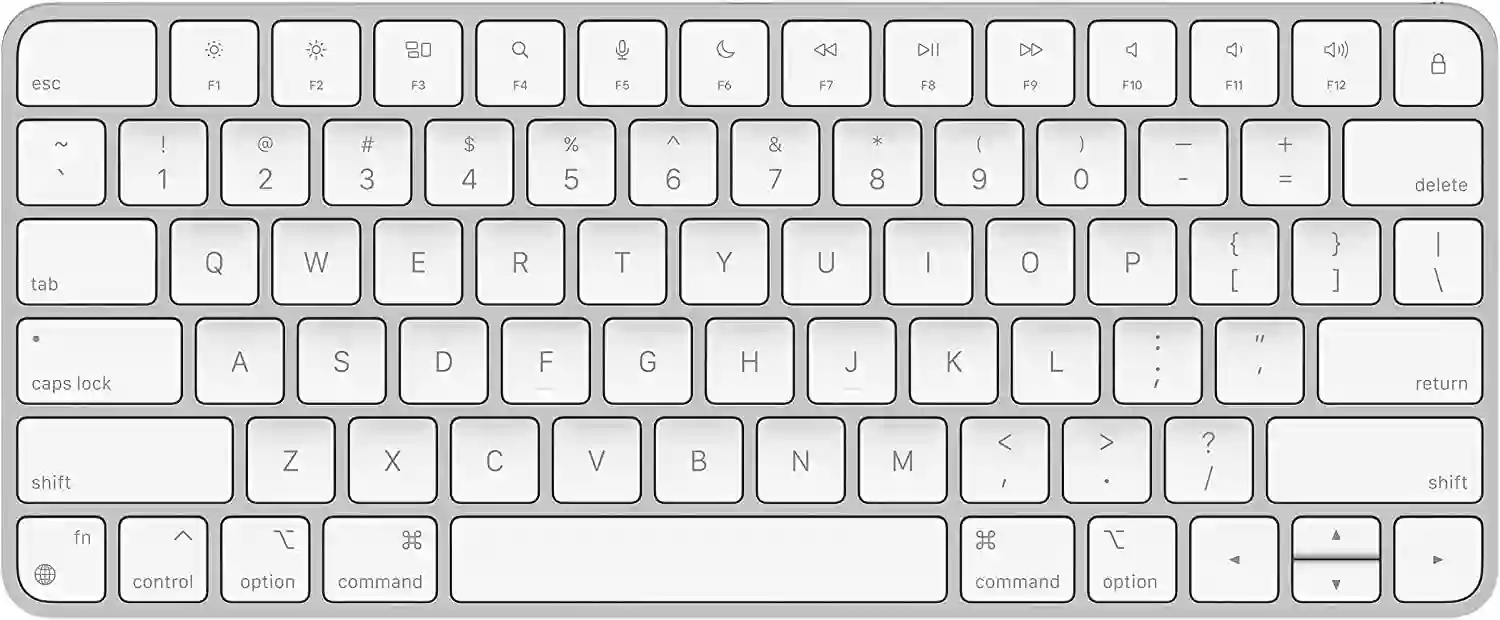 esc F1 F2 F3 F4 F5 F6 F7 F8 F9 F10 F11 F12
~ ! @ # $ % ^ & * ( ) — +
` 1 2 3 4 5 6 7 8 9 0 - = delete
tab Q W E R T Y U I O P { } |
[ ] \
caps lock A S D F G H J K L : "
; ' return
shift Z X C V B N M < > ?
, . / shift
fn ^ ⌥ ⌘ ⌘ ⌥ ◀ ▲ ▶
control option command command option ▼